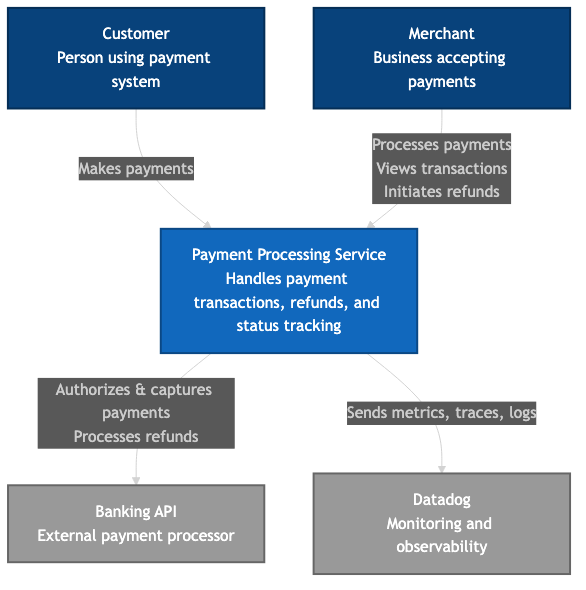 Customer
Person using payment
system
Merchant
Business accepting
payments
Makes payments
Processes payments
Views transactions
Initiates refunds
Payment Processing Service
Handles payment
transactions, refunds, and
status tracking
Authorizes & captures
payments
Processes refunds
Sends metrics, traces, logs
Banking API
External payment processor
Datadog
Monitoring and
observability